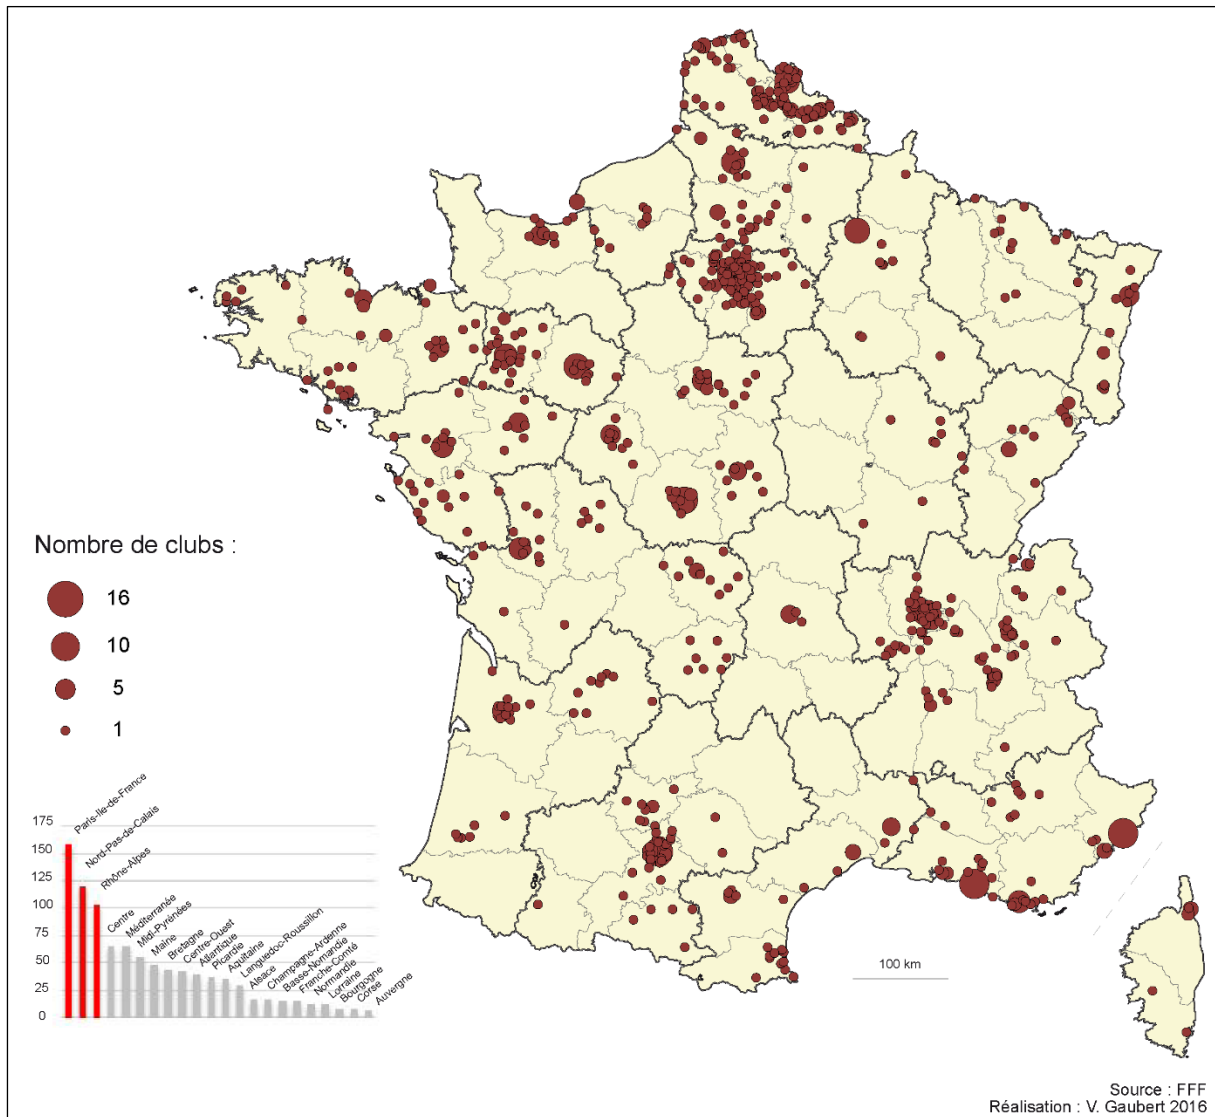 Nombre de clubs :
16
10
5
1
175
150
125
100
75
50
25
0
Paris-Ile-de-France
Nord-Pas-de-Calais
Rhône-Alpes
Centre
Méditerranée
Midi-Pyrénées
Maine
Bretagne
Centre-Ouest
Atlantique
Picardie
Aquitaine
Languedoc-Roussillon
Alsace
Champagne-Ardenne
Basse-Normandie
Franche-Comté
Normandie
Lorraine
Bourgogne
Corse
Auvergne
100 km
Source : FFF
Réalisation : V. Gaubert 2016